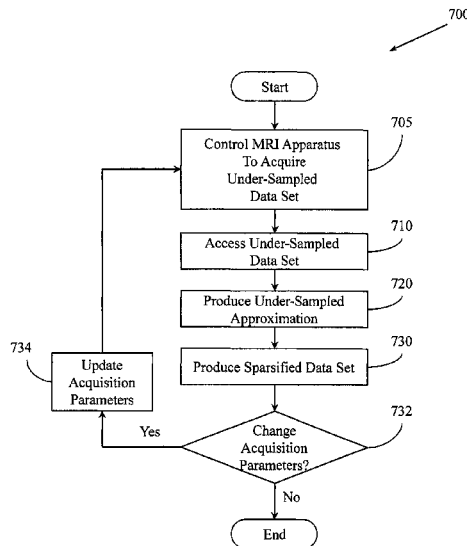 700
Start
Control MRI Apparatus
To Acquire
Under-Sampled
Data Set
705
Access Under-Sampled
Data Set
710
Produce Under-Sampled
Approximation
720
Produce Sparsified Data Set
730
734
Update
Acquisition
Parameters
Yes
Change
Acquisition
Parameters?
732
No
End